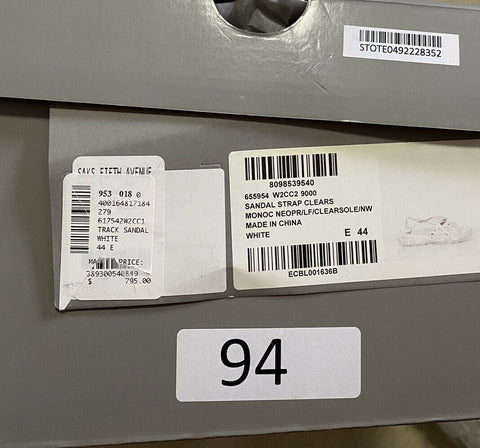 STOTE0492228352
SAKS FIFTH AVENUE
953 018 0
400164817184
279
617542W2CC1
TRACK SANDAL
WHITE
44 E
PRICE:
$ 795.00
8098539540
655954 W2CC2 9000
SANDAL STRAP CLEARS
MONOC NEOPR/LF/CLEARSOLE/NW
MADE IN CHINA
WHITE E 44
ECBL001636B
94